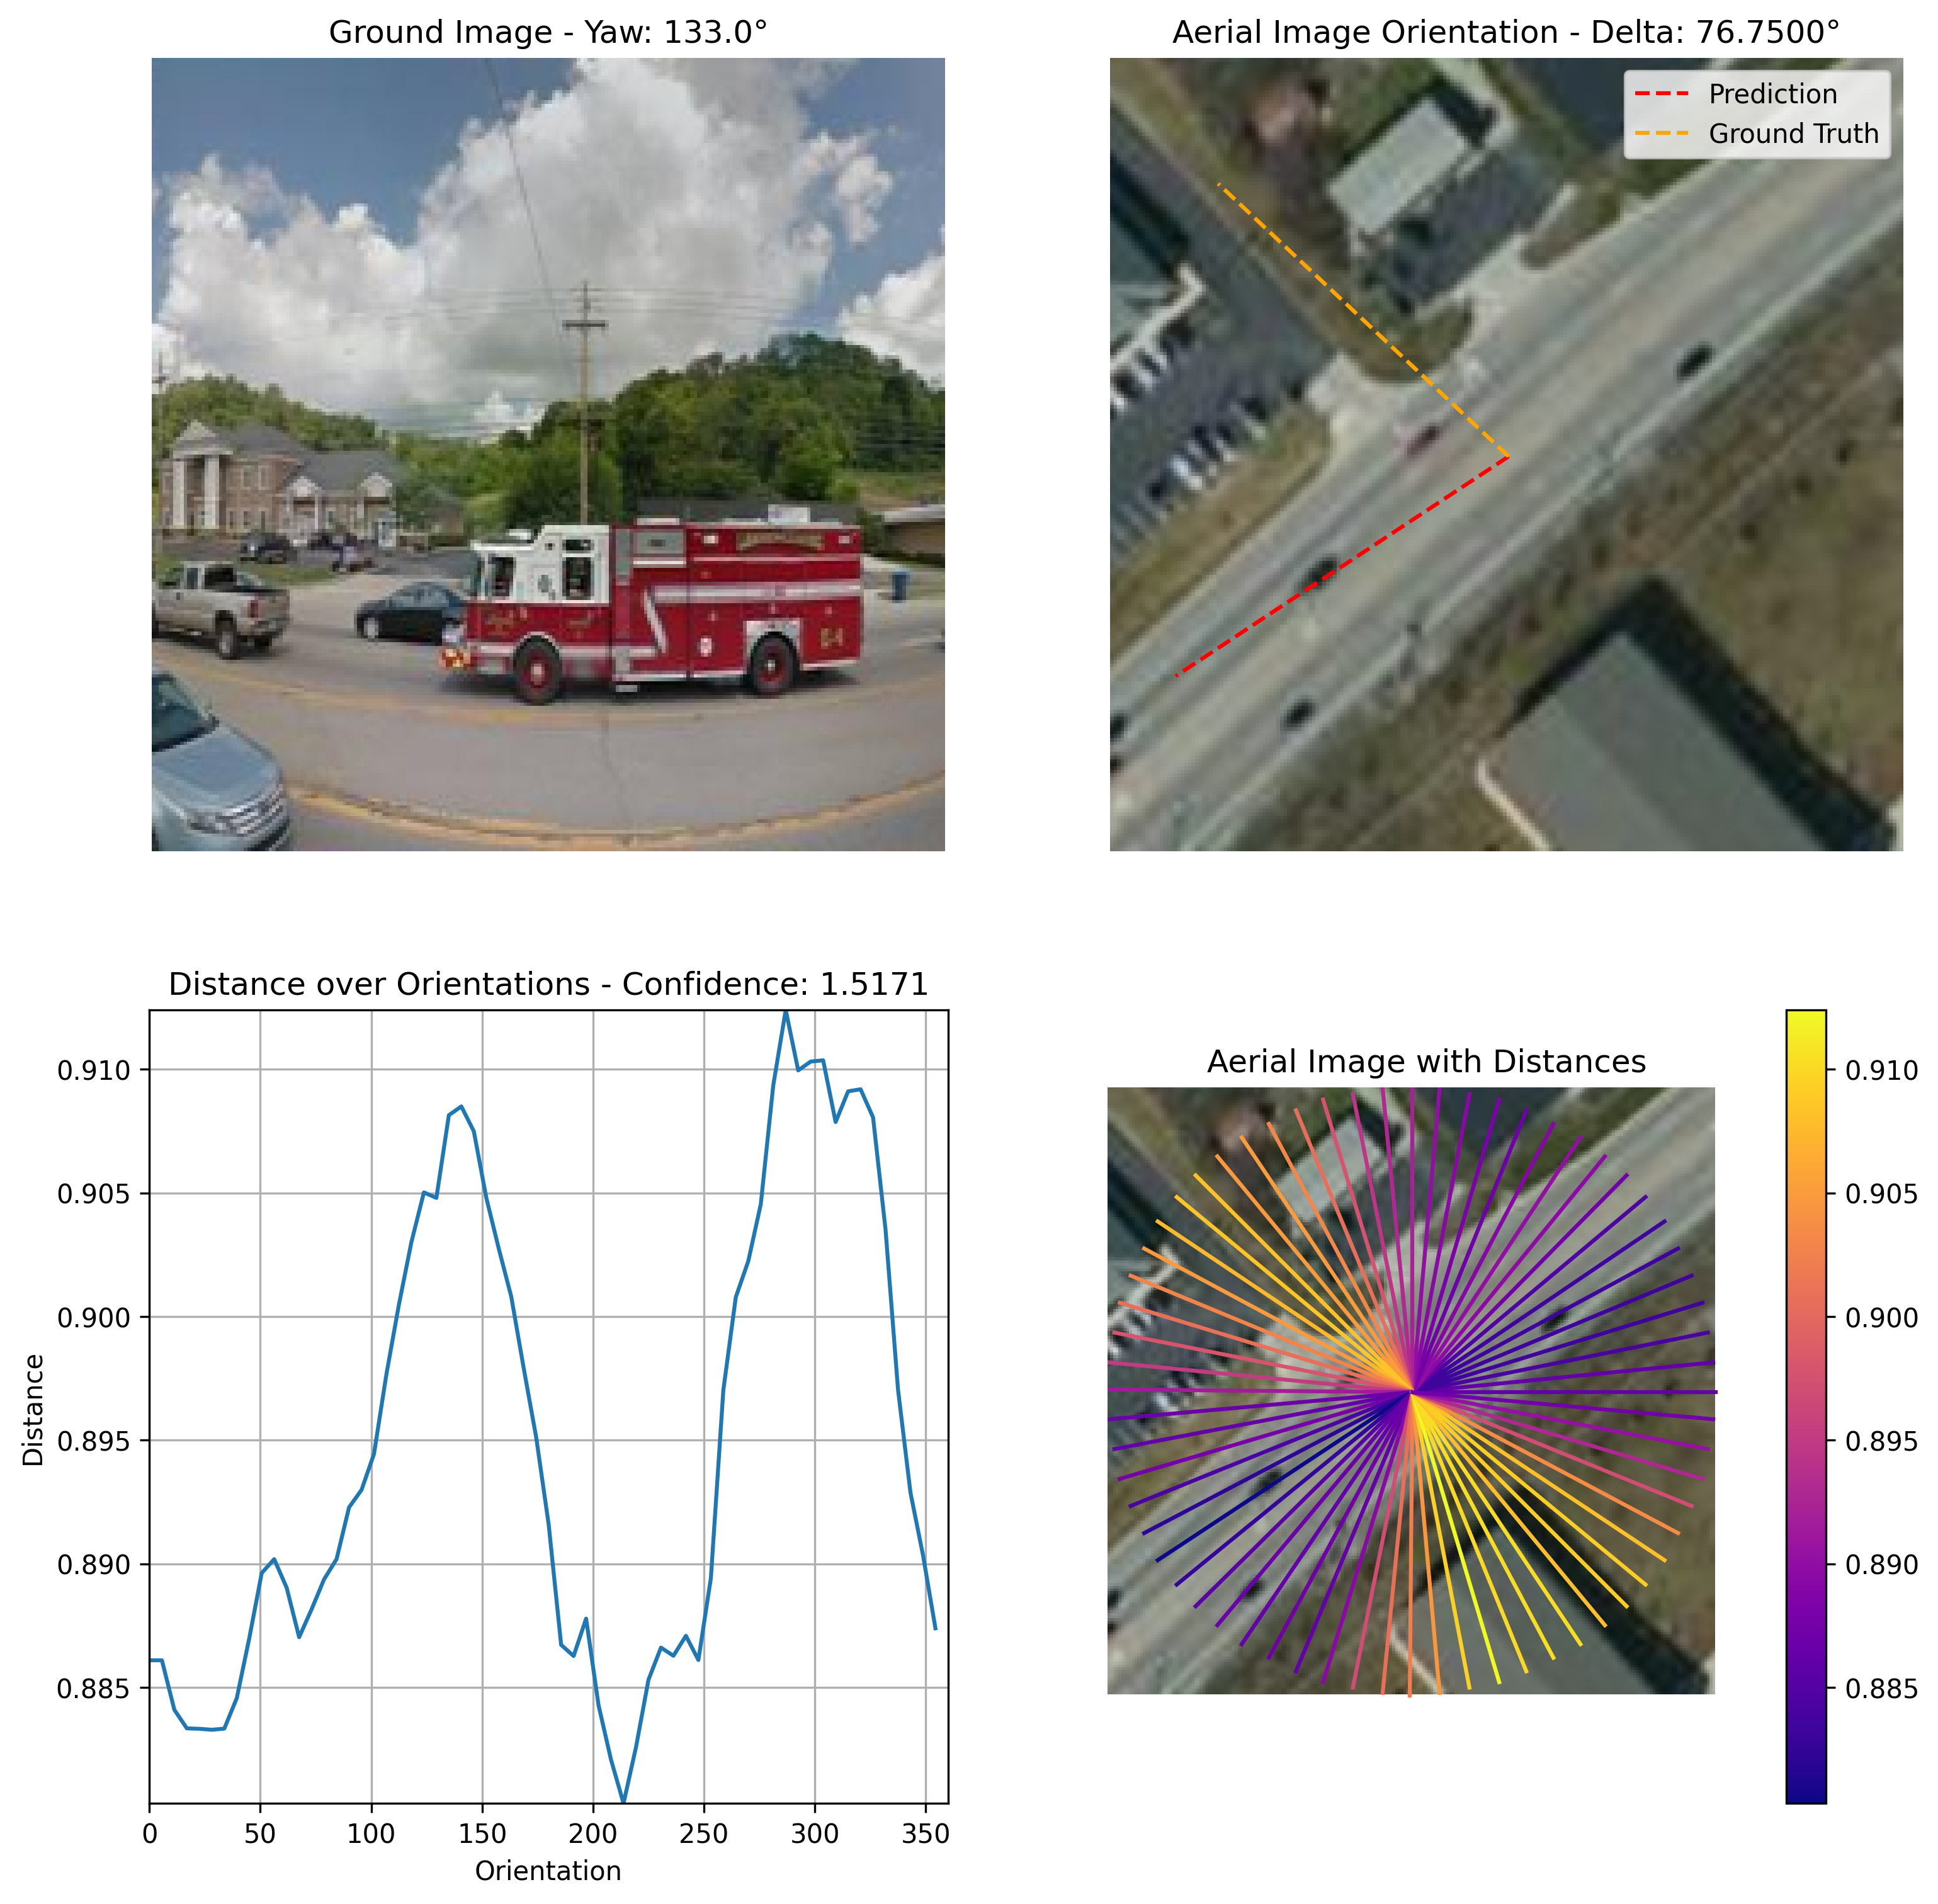 Ground Image - Yaw: 133.0°
Aerial Image Orientation - Delta: 76.7500°
Prediction
Ground Truth
Distance over Orientations - Confidence: 1.5171
0.910
0.905
0.900
0.895
0.890
0.885
Distance
0 50 100 150 200 250 300 350
Orientation
Aerial Image with Distances
0.910
0.905
0.900
0.895
0.890
0.885